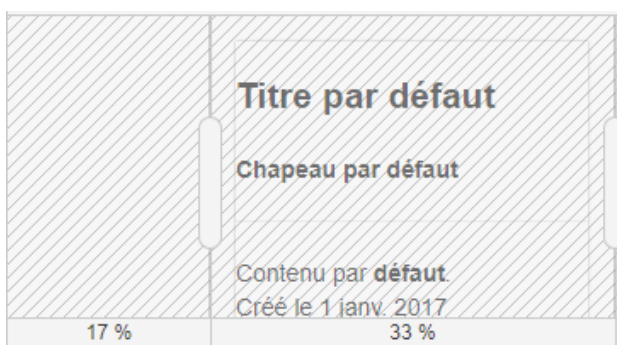 Titre par défaut
Chapeau par défaut
Contenu par défaut.
Créé le 1 janv. 2017
17 %
33 %